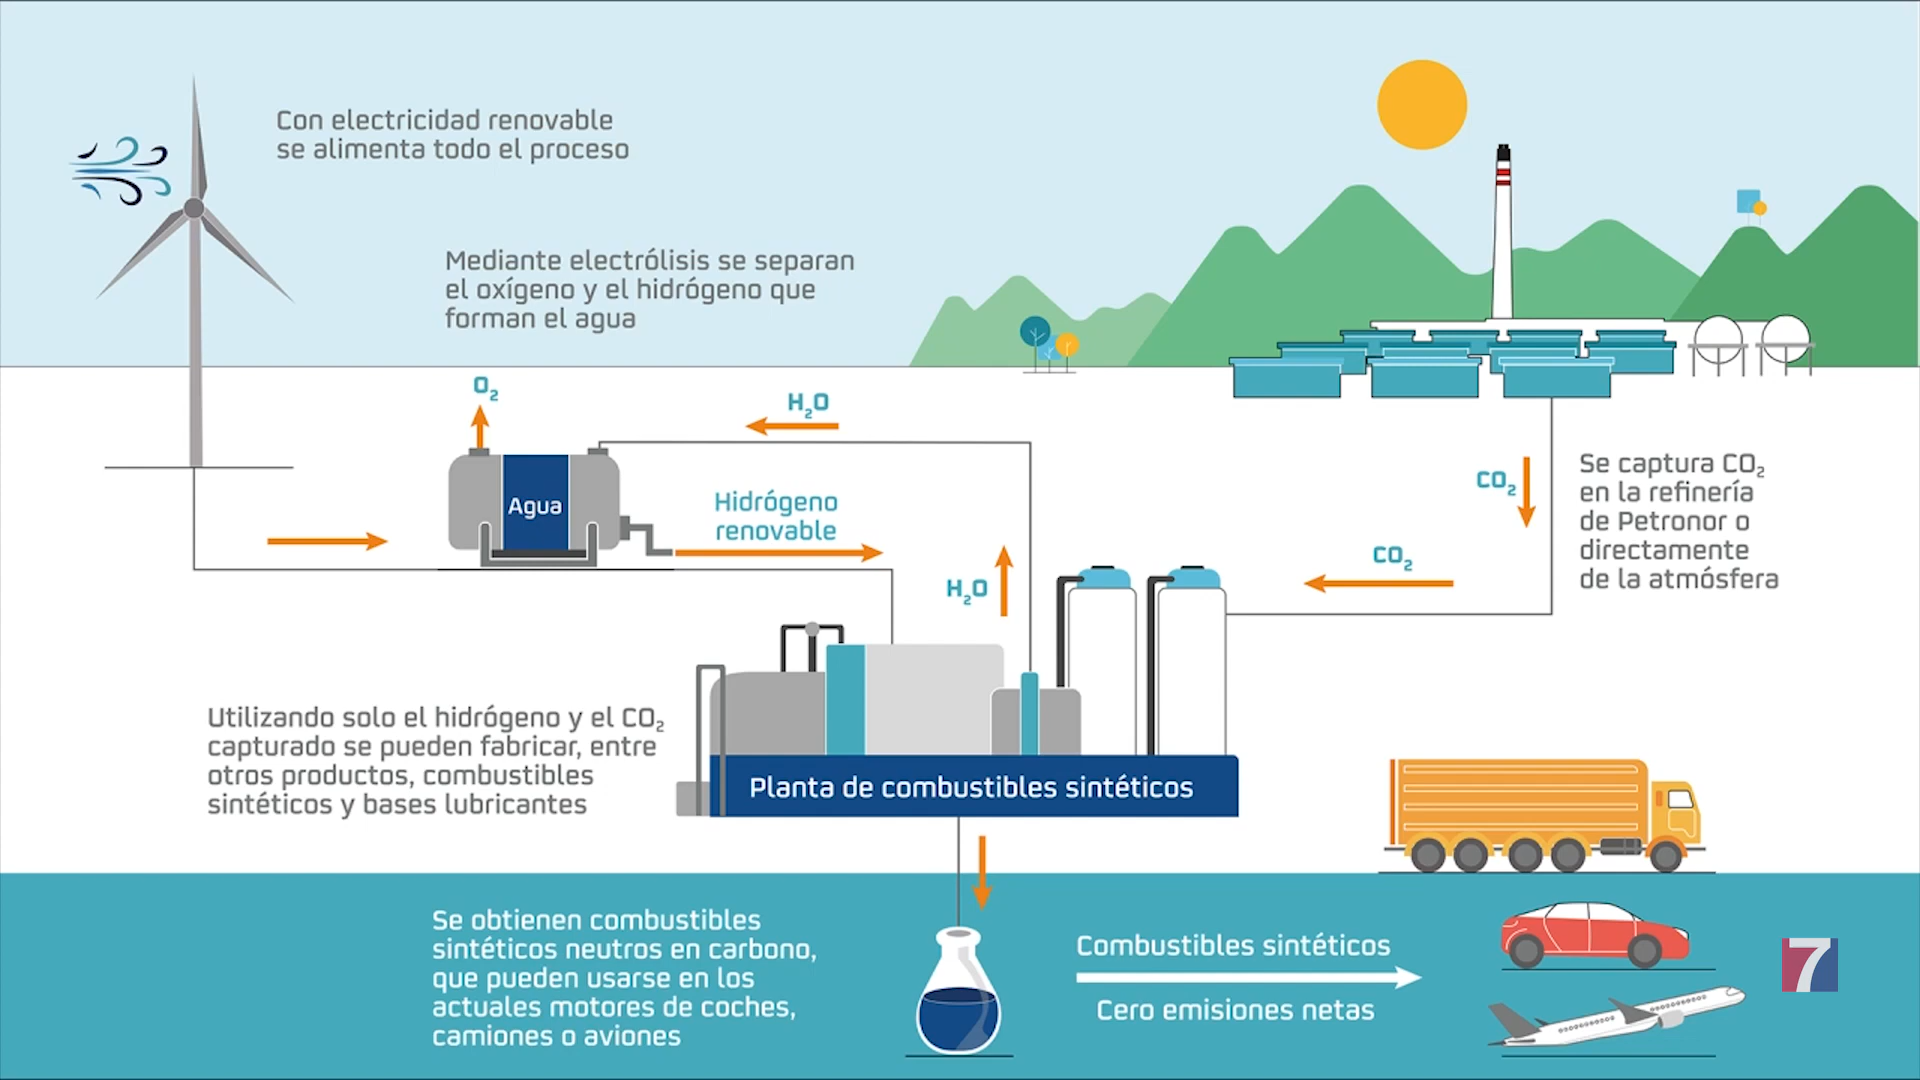 Con electricidad renovable
se alimenta todo el proceso
Mediante electrólisis se separan
el oxígeno y el hidrógeno que
forman el agua
O₂
H₂O
Agua
Hidrógeno
renovable
H₂O
CO₂
CO₂
Se captura CO₂
en la refinería
de Petronor o
directamente
de la atmósfera
Utilizando solo el hidrógeno y el CO₂
capturado se pueden fabricar, entre
otros productos, combustibles
sintéticos y bases lubricantes
Planta de combustibles sintéticos
Se obtienen combustibles
sintéticos neutros en carbono,
que pueden usarse en los
actuales motores de coches,
camiones o aviones
Combustibles sintéticos
Cero emisiones netas
7